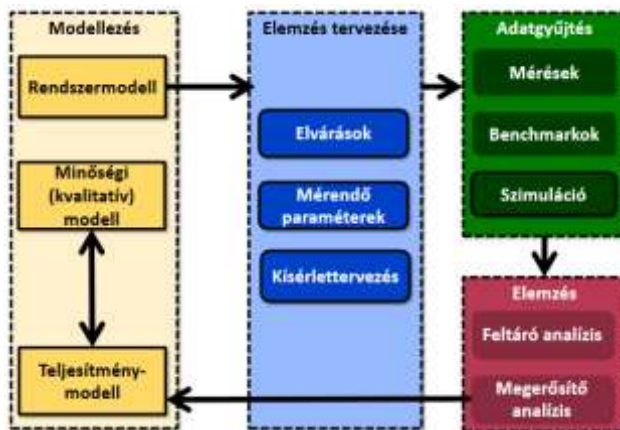 Modellezés
Rendszermodell
Minőségi
(kvalitatív)
modell
Teljesítmény-
modell
Elemzés tervezése
Elvárások
Mérendő
paraméterek
Kísérlettervezés
Adatgyűjtés
Mérések
Benchmarkok
Szimuláció
Elemzés
Feltáró analízis
Megerősítő
analízis